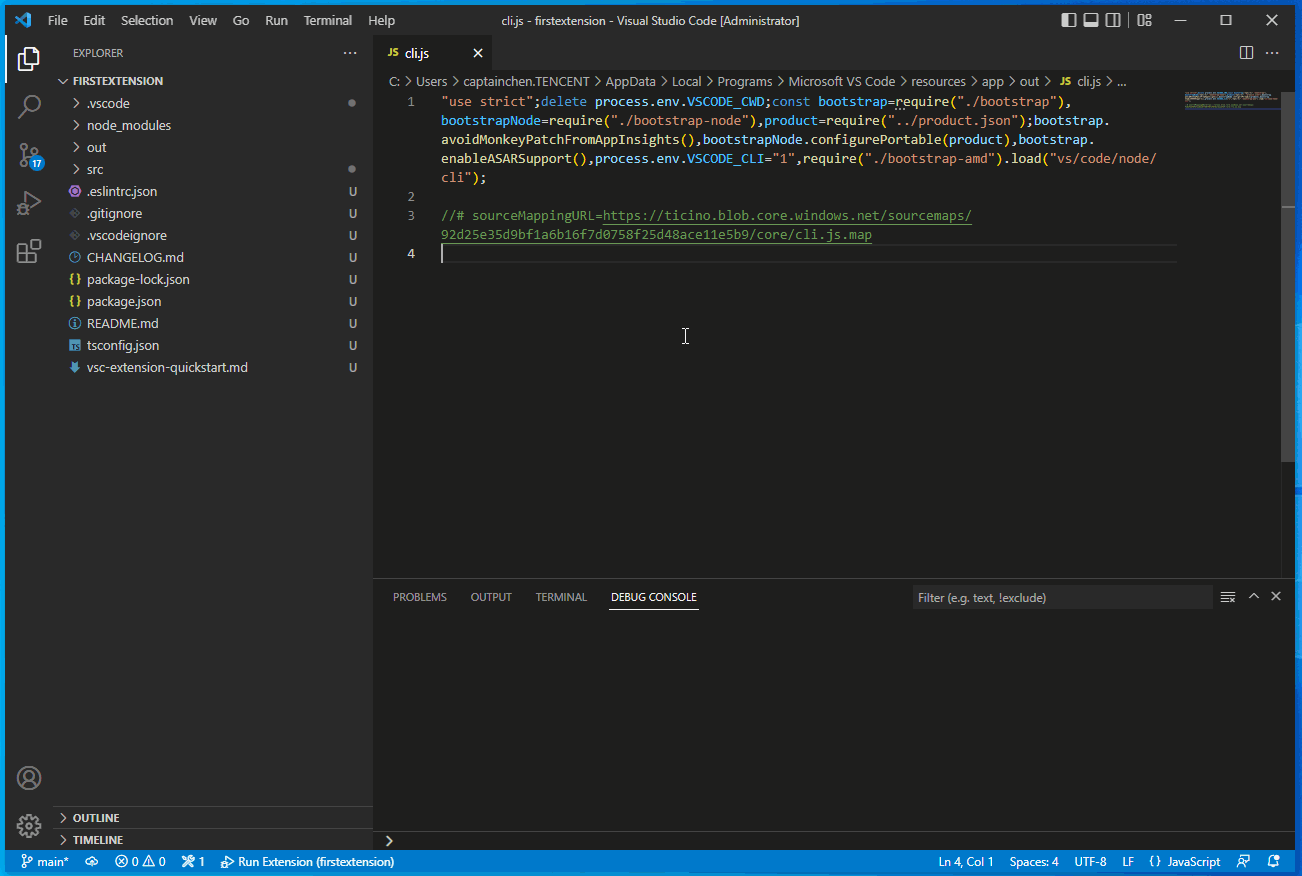 File Edit Selection View Go Run Terminal Help
cli.js - firstextension - Visual Studio Code [Administrator]
EXPLORER
FIRSTEXTENSION
.vscode
node_modules
out
src
.eslintrc.json U
.gitignore U
.vscodeignore U
CHANGELOG.md U
package-lock.json U
package.json U
README.md U
tsconfig.json U
vsc-extension-quickstart.md U
17
OUTLINE
TIMELINE
JS cli.js
C: > Users > captainchen.TENCENT > AppData > Local > Programs > Microsoft VS Code > resources > app > out > JS cli.js > ...
1 "use strict";delete process.env.VSCODE_CWD;const bootstrap=require("./bootstrap"),
bootstrapNode=require("./bootstrap-node"),product=require("../product.json");bootstrap.
avoidMonkeyPatchFromAppInsights(),bootstrapNode.configurePortable(product),bootstrap.
enableASARSupport(),process.env.VSCODE_CLI="1",require("./bootstrap-amd").load("vs/code/node/
cli");
2
3 //# sourceMappingURL=https://ticino.blob.core.windows.net/sourcemaps/
92d25e35d9bf1a6b16f7d0758f25d48ace11e5b9/core/cli.js.map
4
PROBLEMS OUTPUT TERMINAL DEBUG CONSOLE
Filter (e.g. text, !exclude)
main* 0 0 1 Run Extension (firstextension)
Ln 4, Col 1 Spaces: 4 UTF-8 LF {} JavaScript